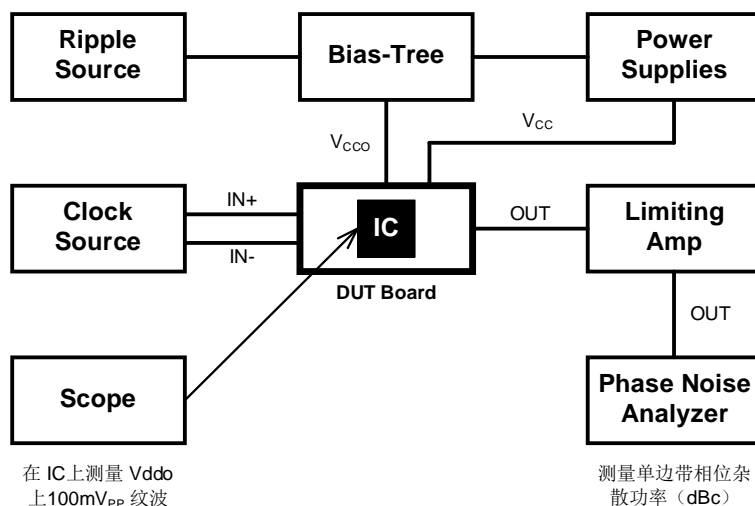 Ripple
Source
Bias-Tree
Power
Supplies
V_CCO
V_CC
Clock
Source
IN+
IN-
IC
OUT
Limiting
Amp
DUT Board
OUT
Scope
Phase Noise
Analyzer
在 IC上测量 Vddo
上100mV_PP 纹波
测量单边带相位杂
散功率（dBc）